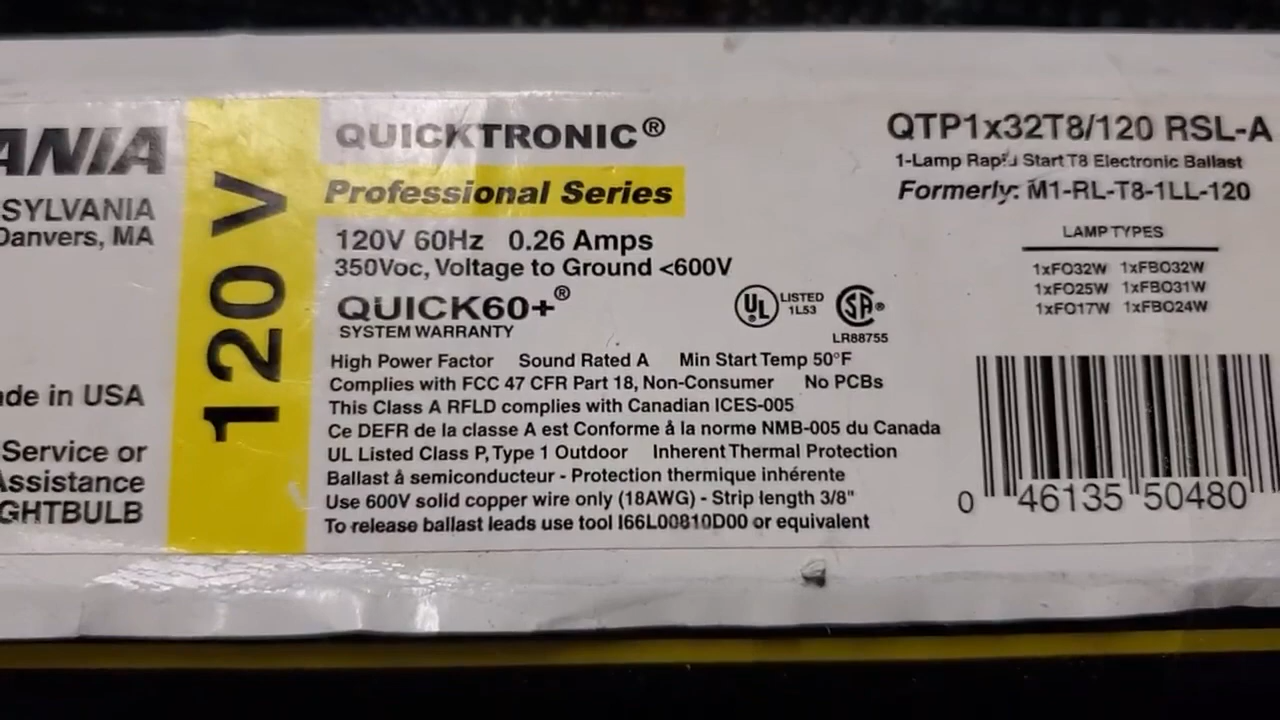 ANIA
SYLVANIA
Danvers, MA
de in USA
Service or
Assistance
GHTBULB
120 V
QUICKTRONIC®
Professional Series
120V 60Hz 0.26 Amps
350Voc, Voltage to Ground <600V
QUICK60+®
SYSTEM WARRANTY
UL LISTED
1L53
SA®
LR88755
High Power Factor Sound Rated A Min Start Temp 50°F
Complies with FCC 47 CFR Part 18, Non-Consumer No PCBs
This Class A RFLD complies with Canadian ICES-005
Ce DEFR de la classe A est Conforme à la norme NMB-005 du Canada
UL Listed Class P, Type 1 Outdoor Inherent Thermal Protection
Ballast á semiconducteur - Protection thermique inhérente
Use 600V solid copper wire only (18AWG) - Strip length 3/8"
To release ballast leads use tool I66L00810D00 or equivalent
QTP1x32T8/120 RSL-A
1-Lamp Rapid Start T8 Electronic Ballast
Formerly: M1-RL-T8-1LL-120
LAMP TYPES
1xFO32W 1xFBO32W
1xFO25W 1xFBO31W
1xFO17W 1xFBO24W
0 46135 50480